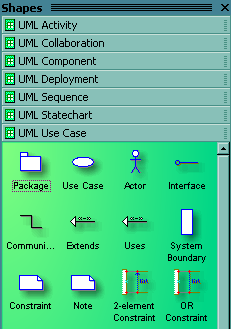 Shapes
UML Activity
UML Collaboration
UML Component
UML Deployment
UML Sequence
UML Statechart
UML Use Case
Package Use Case Actor Interface
Communi... Extends Uses System
Boundary
Constraint Note 2-element OR
Constraint Constraint